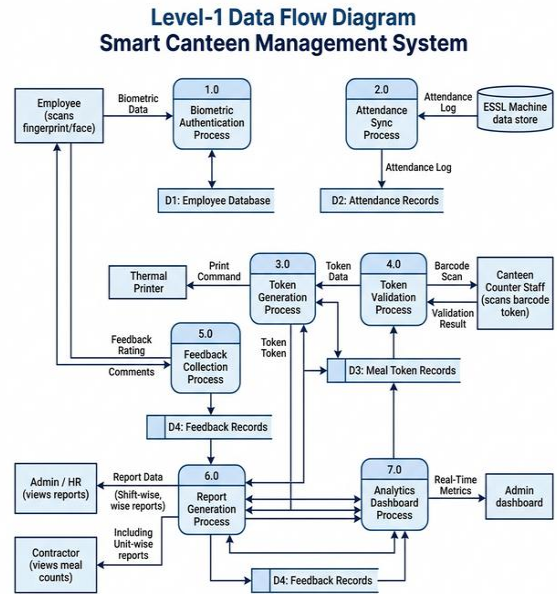 Level-1 Data Flow Diagram
Smart Canteen Management System
Employee
(scans
fingerprint/face)
Biometric
Data
1.0
Biometric
Authentication
Process
2.0
Attendance
Sync
Process
Attendance
Log
ESSL Machine
data store
Attendance Log
D1: Employee Database
D2: Attendance Records
Thermal
Printer
Print
Command
3.0
Token
Generation
Process
Token
Data
4.0
Token
Validation
Process
Barcode
Scan
Validation
Result
Canteen
Counter Staff
(scans barcode
token)
Feedback
Rating
Comments
5.0
Feedback
Collection
Process
Token
Token
D3: Meal Token Records
D4: Feedback Records
Admin / HR
(views reports)
Report Data
(Shift-wise,
wise reports)
6.0
Report
Generation
Process
7.0
Analytics
Dashboard
Process
Real-Time
Metrics
Admin
dashboard
Contractor
(views meal
counts)
Including
Unit-wise
reports
D4: Feedback Records